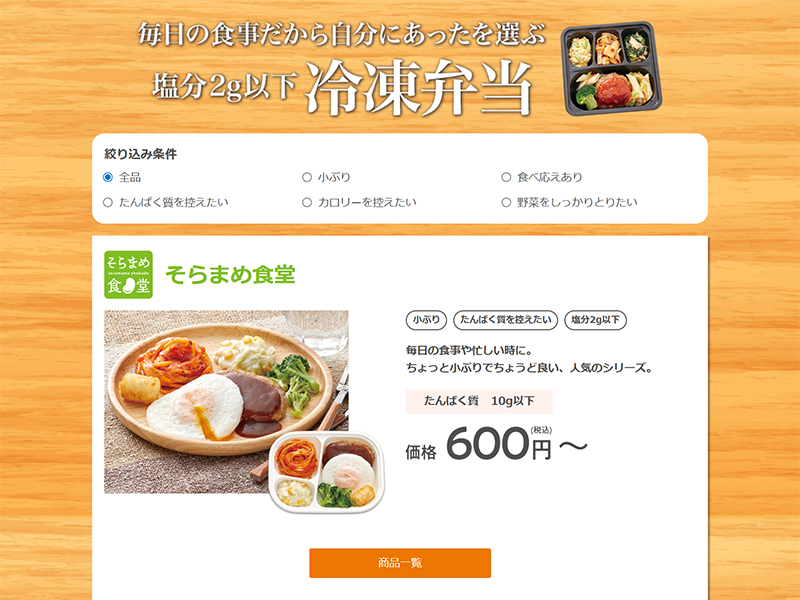 毎日の食事だから自分にあったを選ぶ
塩分2g以下 冷凍弁当
絞り込み条件
全品
小ぶり
食べ応えあり
たんぱく質を控えたい
カロリーを控えたい
野菜をしっかりとりたい
そらまめ
soramame shokudo
食堂
そらまめ食堂
小ぶり たんぱく質を控えたい 塩分2g以下
毎日の食事や忙しい時に。
ちょっと小ぶりでちょうど良い、人気のシリーズ。
たんぱく質 10g以下
価格 600円(税込)～
商品一覧